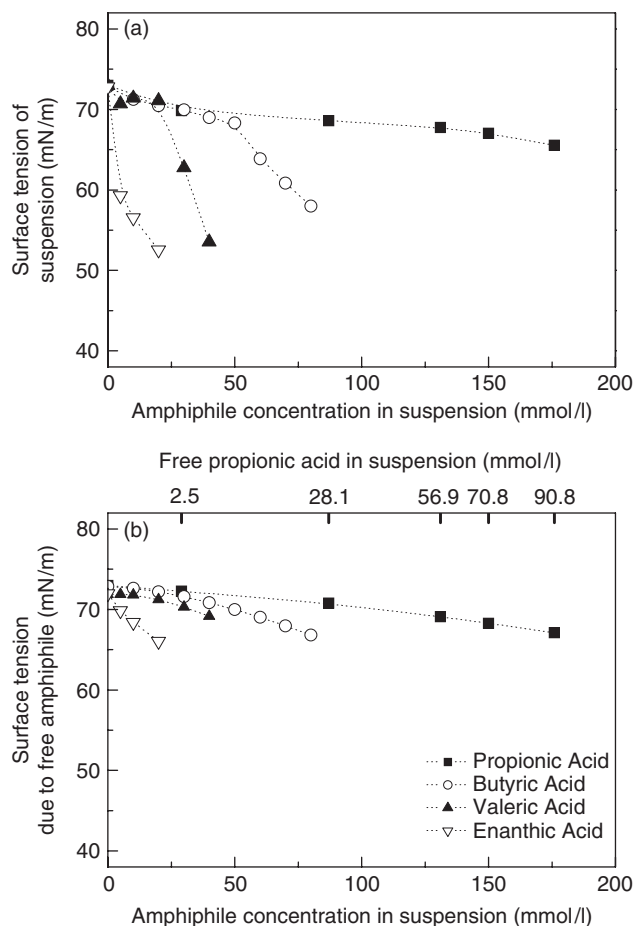 (a)
Surface tension of
suspension (mN/m)
80
70
60
50
40
0
50
100
150
200
Amphiphile concentration in suspension (mmol/l)
Free propionic acid in suspension (mmol/l)
2.5
28.1
56.9
70.8
90.8
(b)
Surface tension
due to free amphiphile (mN/m)
80
70
60
50
40
Propionic Acid
Butyric Acid
Valeric Acid
Enanthic Acid
0
50
100
150
200
Amphiphile concentration in suspension (mmol/l)